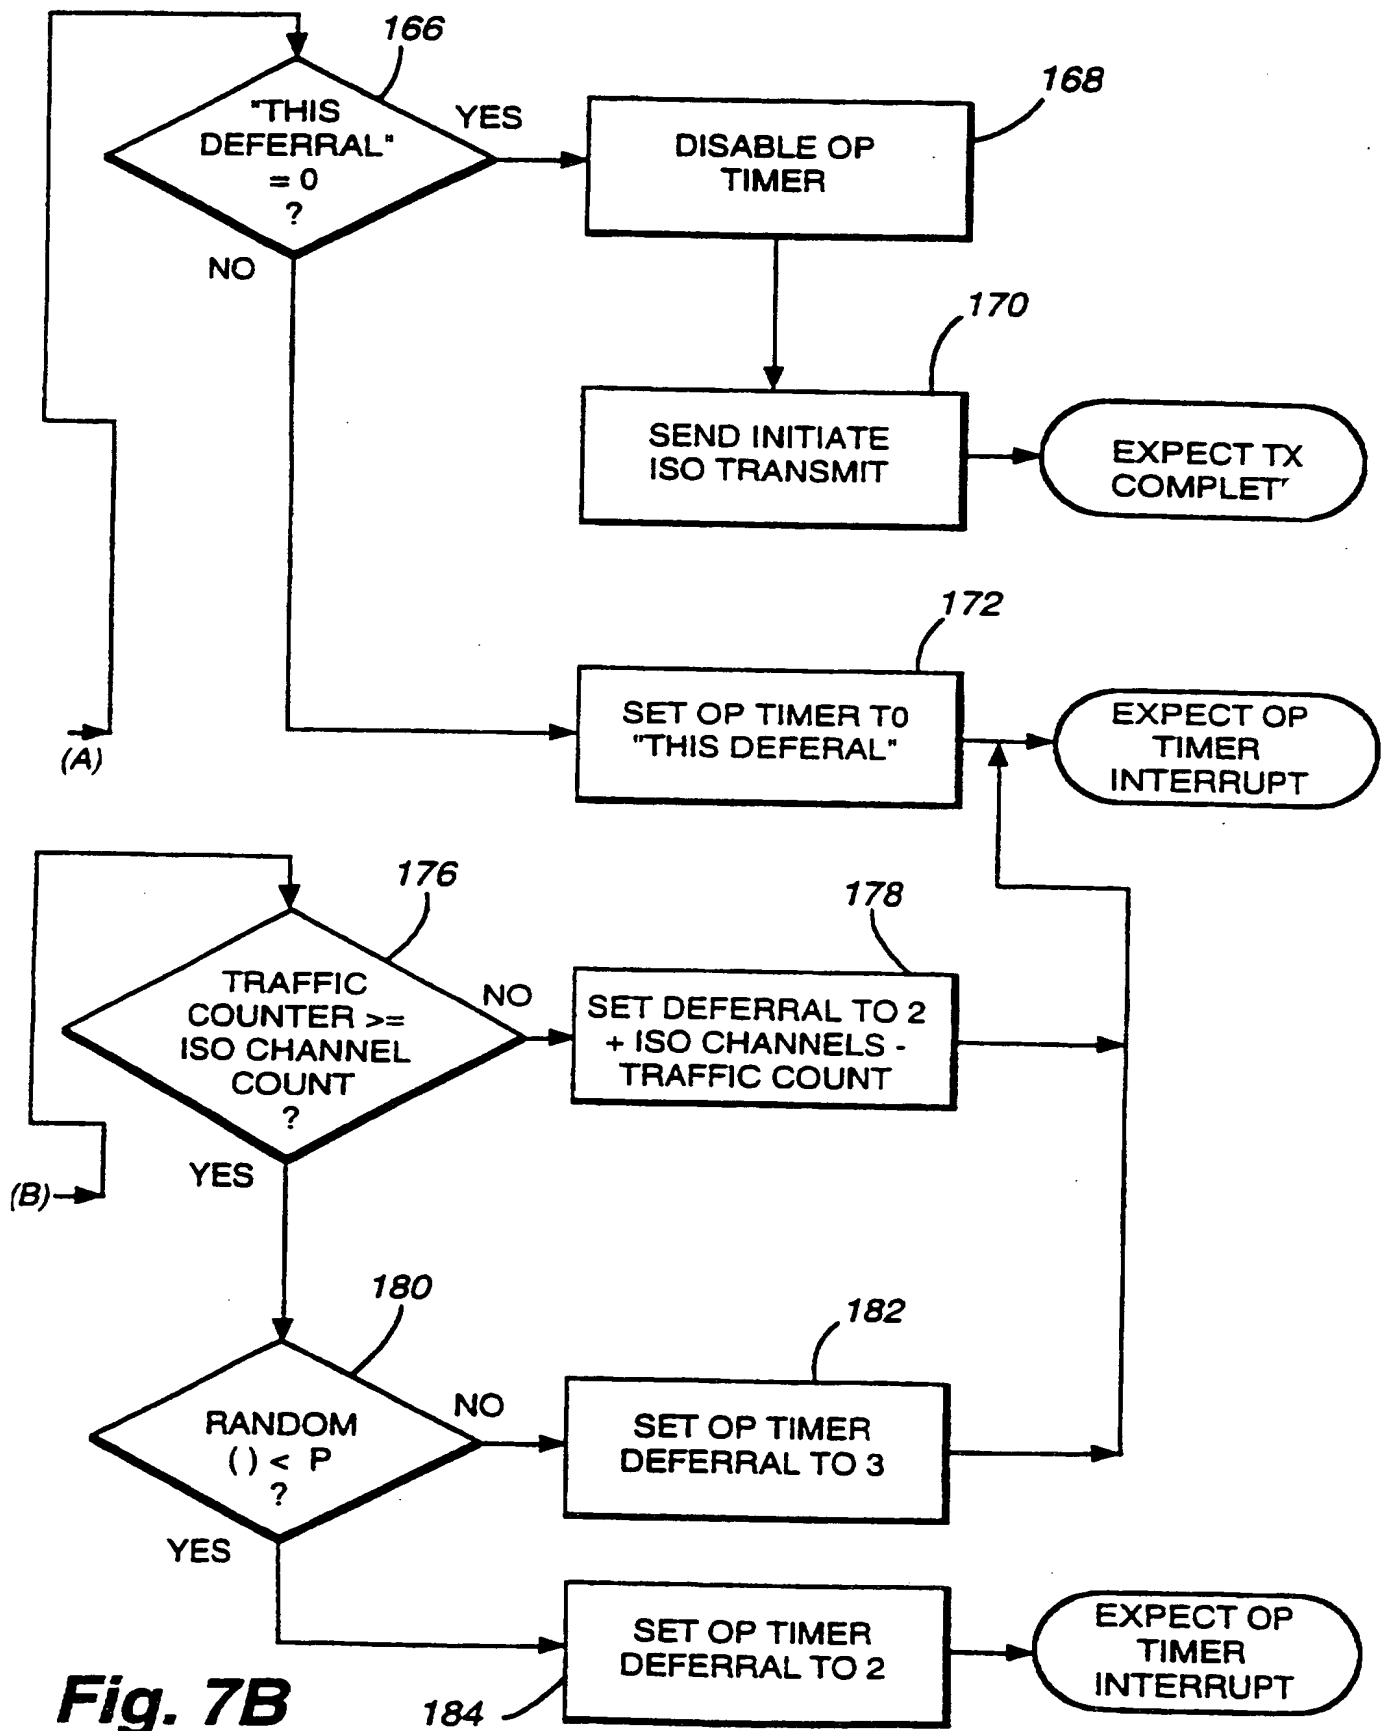 166
"THIS
DEFERRAL"
= 0
?
YES
NO
168
DISABLE OP
TIMER
170
SEND INITIATE
ISO TRANSMIT
EXPECT TX
COMPLET
172
SET OP TIMER TO
"THIS DEFERAL"
EXPECT OP
TIMER
INTERRUPT
(A)
176
TRAFFIC
COUNTER >=
ISO CHANNEL
COUNT
?
NO
YES
178
SET DEFERRAL TO 2
+ ISO CHANNELS -
TRAFFIC COUNT
(B)
180
RANDOM
( ) < P
?
NO
YES
182
SET OP TIMER
DEFERRAL TO 3
SET OP TIMER
DEFERRAL TO 2
184
EXPECT OP
TIMER
INTERRUPT
Fig. 7B